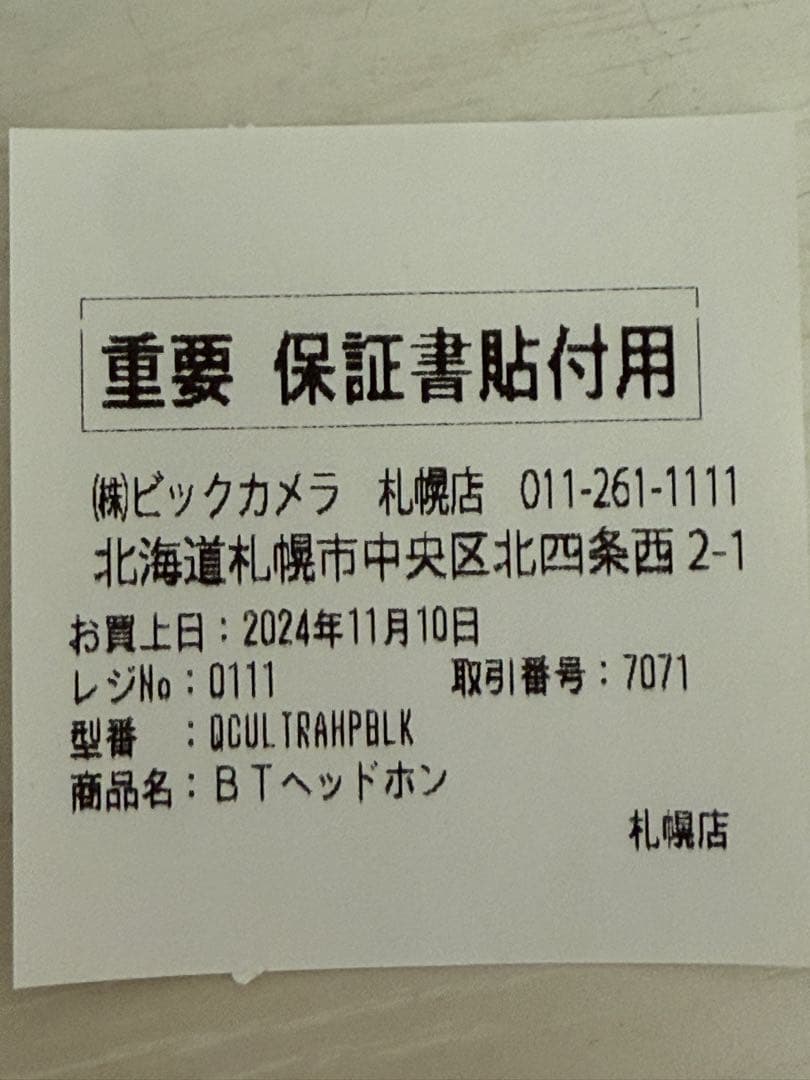 重要 保証書貼付用
㈱ビックカメラ 札幌店 011-261-1111
北海道札幌市中央区北四条西2-1
お買上日：2024年11月10日
レジNo：0111 取引番号：7071
型番 ：QCULTRAHPBLK
商品名：ＢＴヘッドホン
札幌店